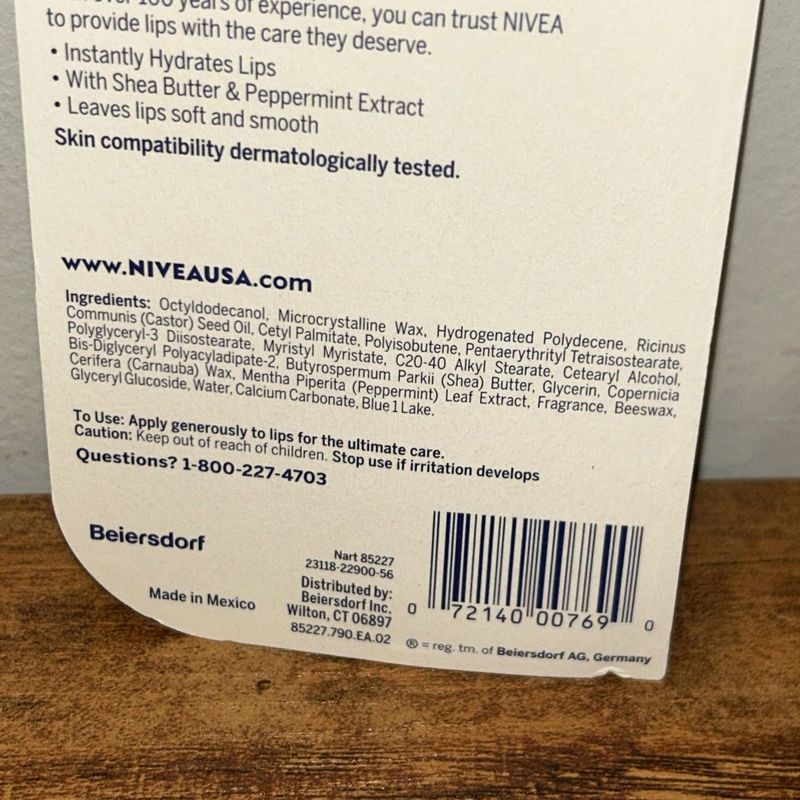 years of experience, you can trust NIVEA
to provide lips with the care they deserve.
• Instantly Hydrates Lips
• With Shea Butter & Peppermint Extract
• Leaves lips soft and smooth
Skin compatibility dermatologically tested.
www.NIVEAUSA.com
Ingredients: Octyldodecanol, Microcrystalline Wax, Hydrogenated Polydecene, Ricinus
Communis (Castor) Seed Oil, Cetyl Palmitate, Polyisobutene, Pentaerythrityl Tetraisostearate,
Polyglyceryl-3 Diisostearate, Myristyl Myristate, C20-40 Alkyl Stearate, Cetearyl Alcohol,
Bis-Diglyceryl Polyacyladipate-2, Butyrospermum Parkii (Shea) Butter, Glycerin, Copernicia
Cerifera (Carnauba) Wax, Mentha Piperita (Peppermint) Leaf Extract, Fragrance, Beeswax,
Glyceryl Glucoside, Water, Calcium Carbonate, Blue 1 Lake.
To Use: Apply generously to lips for the ultimate care.
Caution: Keep out of reach of children. Stop use if irritation develops
Questions? 1-800-227-4703
Beiersdorf
Made in Mexico
Nart 85227
23118-22900-56
Distributed by:
Beiersdorf Inc.
Wilton, CT 06897
85227.790.EA.02
0 72140 00769 0
® = reg. tm. of Beiersdorf AG, Germany